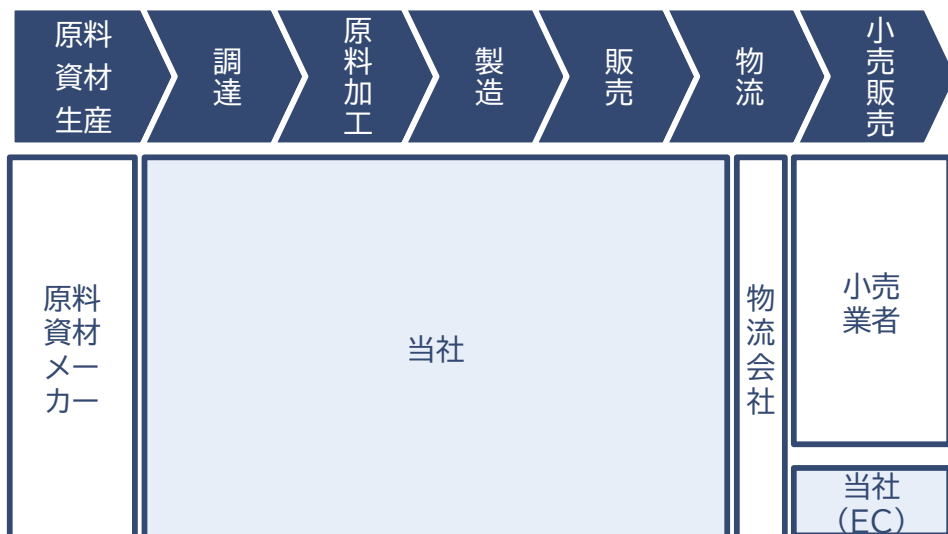 原料
資材
生産
調達
原料加工
製造
販売
物流
小売販売
原料
資材
メー
カー
当社
物流会社
小売
業者
当社
（EC）